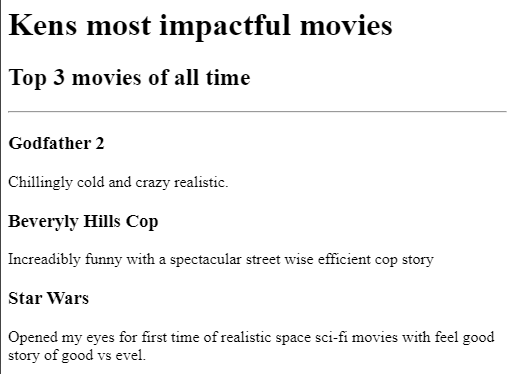 Kens most impactful movies
Top 3 movies of all time
Godfather 2
Chillingly cold and crazy realistic.
Beveryly Hills Cop
Increadibly funny with a spectacular street wise efficient cop story
Star Wars
Opened my eyes for first time of realistic space sci-fi movies with feel good
story of good vs evel.